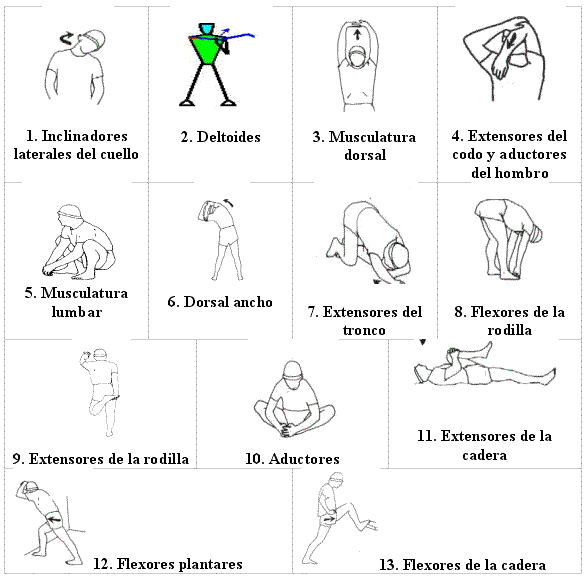 1. Inclinadores
laterales del cuello
2. Deltoides
3. Musculatura
dorsal
4. Extensores del
codo y aductores
del hombro
5. Musculatura
lumbar
6. Dorsal ancho
7. Extensores del
tronco
8. Flexores de la
rodilla
9. Extensores de la rodilla
10. Aductores
11. Extensores de la
cadera
12. Flexores plantares
13. Flexores de la cadera